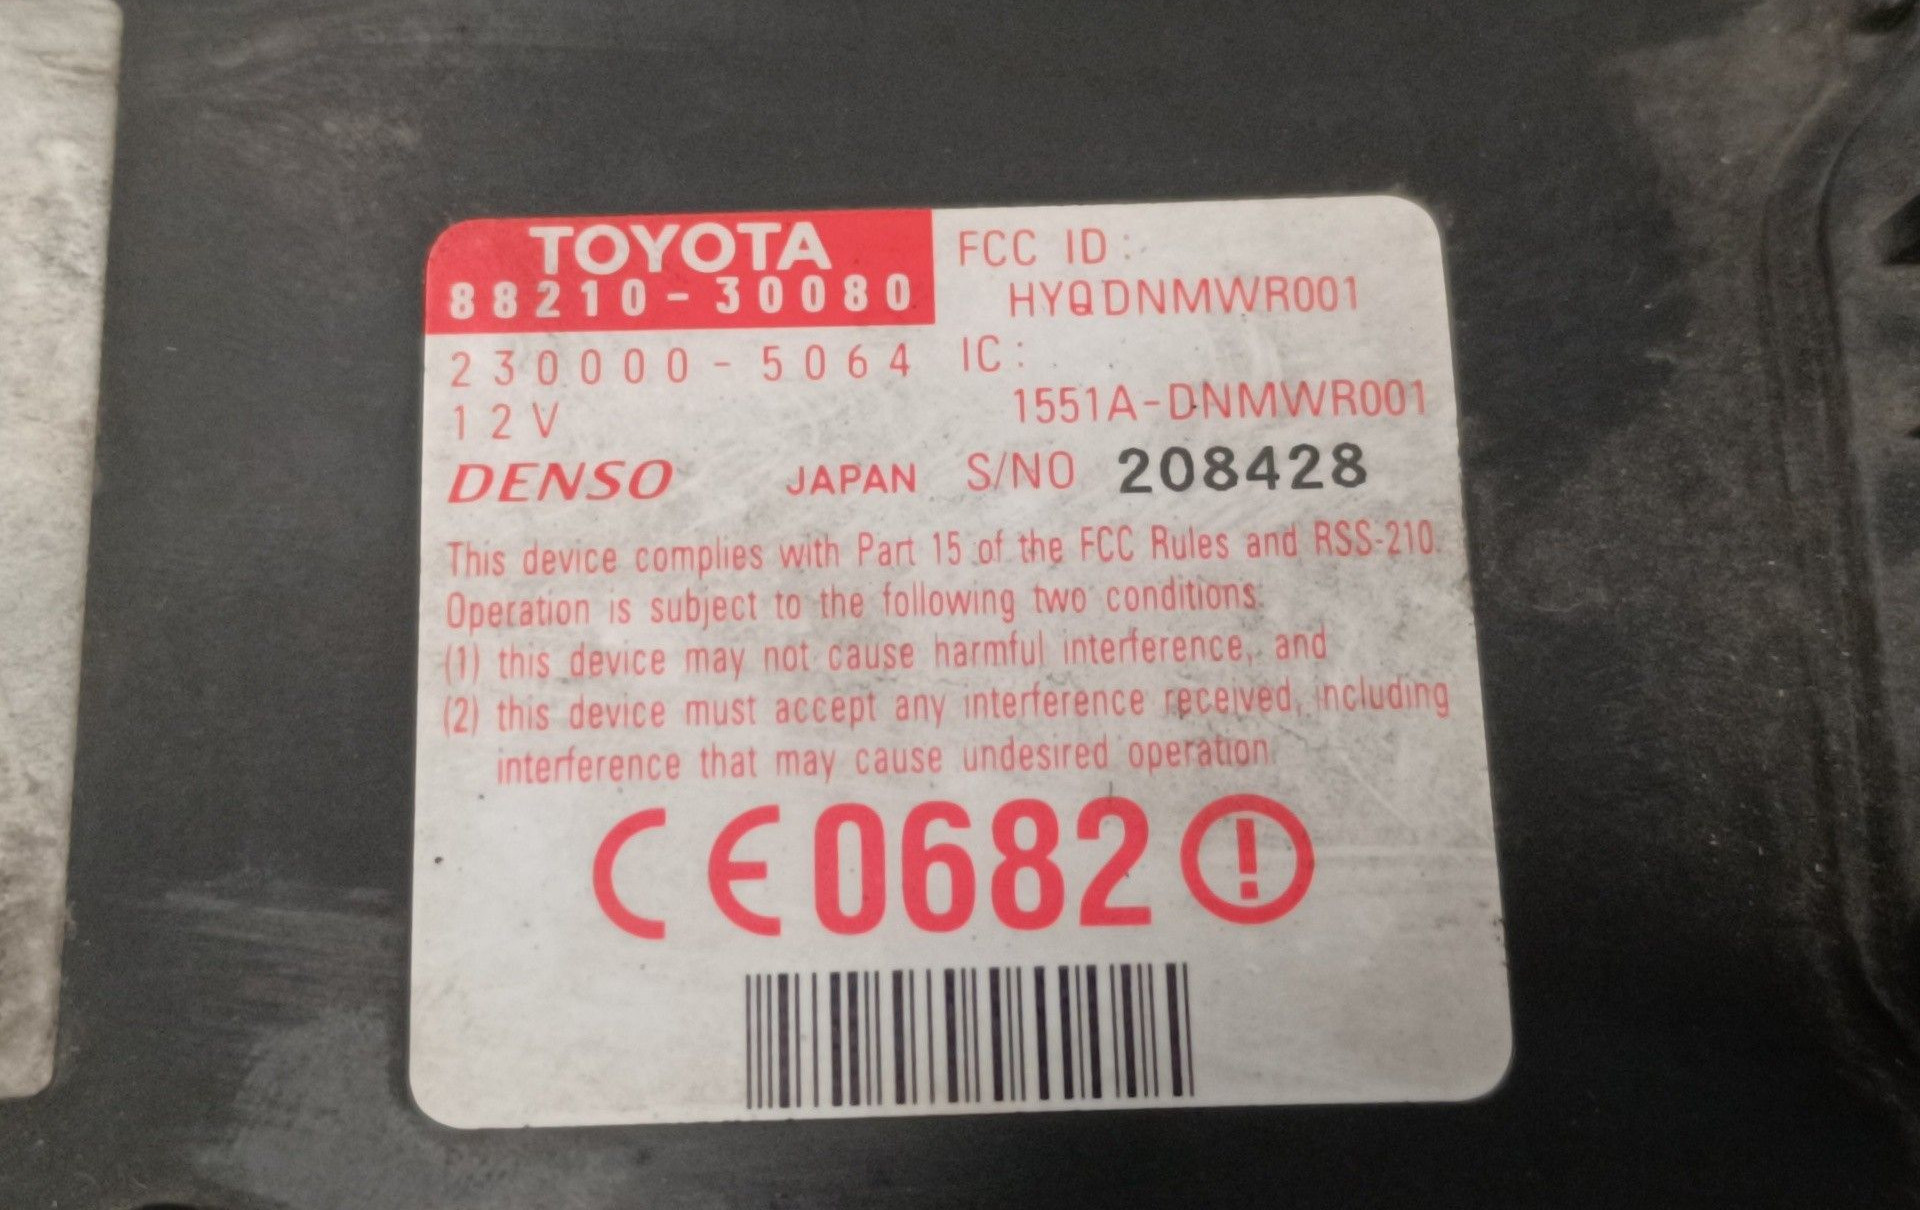 TOYOTA
88210-30080
FCC ID:
HYQDNMWR001
230000-5064
IC:
12V
1551A-DNMWR001
DENSO JAPAN S/NO 208428
This device complies with Part 15 of the FCC Rules and RSS-210.
Operation is subject to the following two conditions:
(1) this device may not cause harmful interference, and
(2) this device must accept any interference received, including
interference that may cause undesired operation.
CE0682